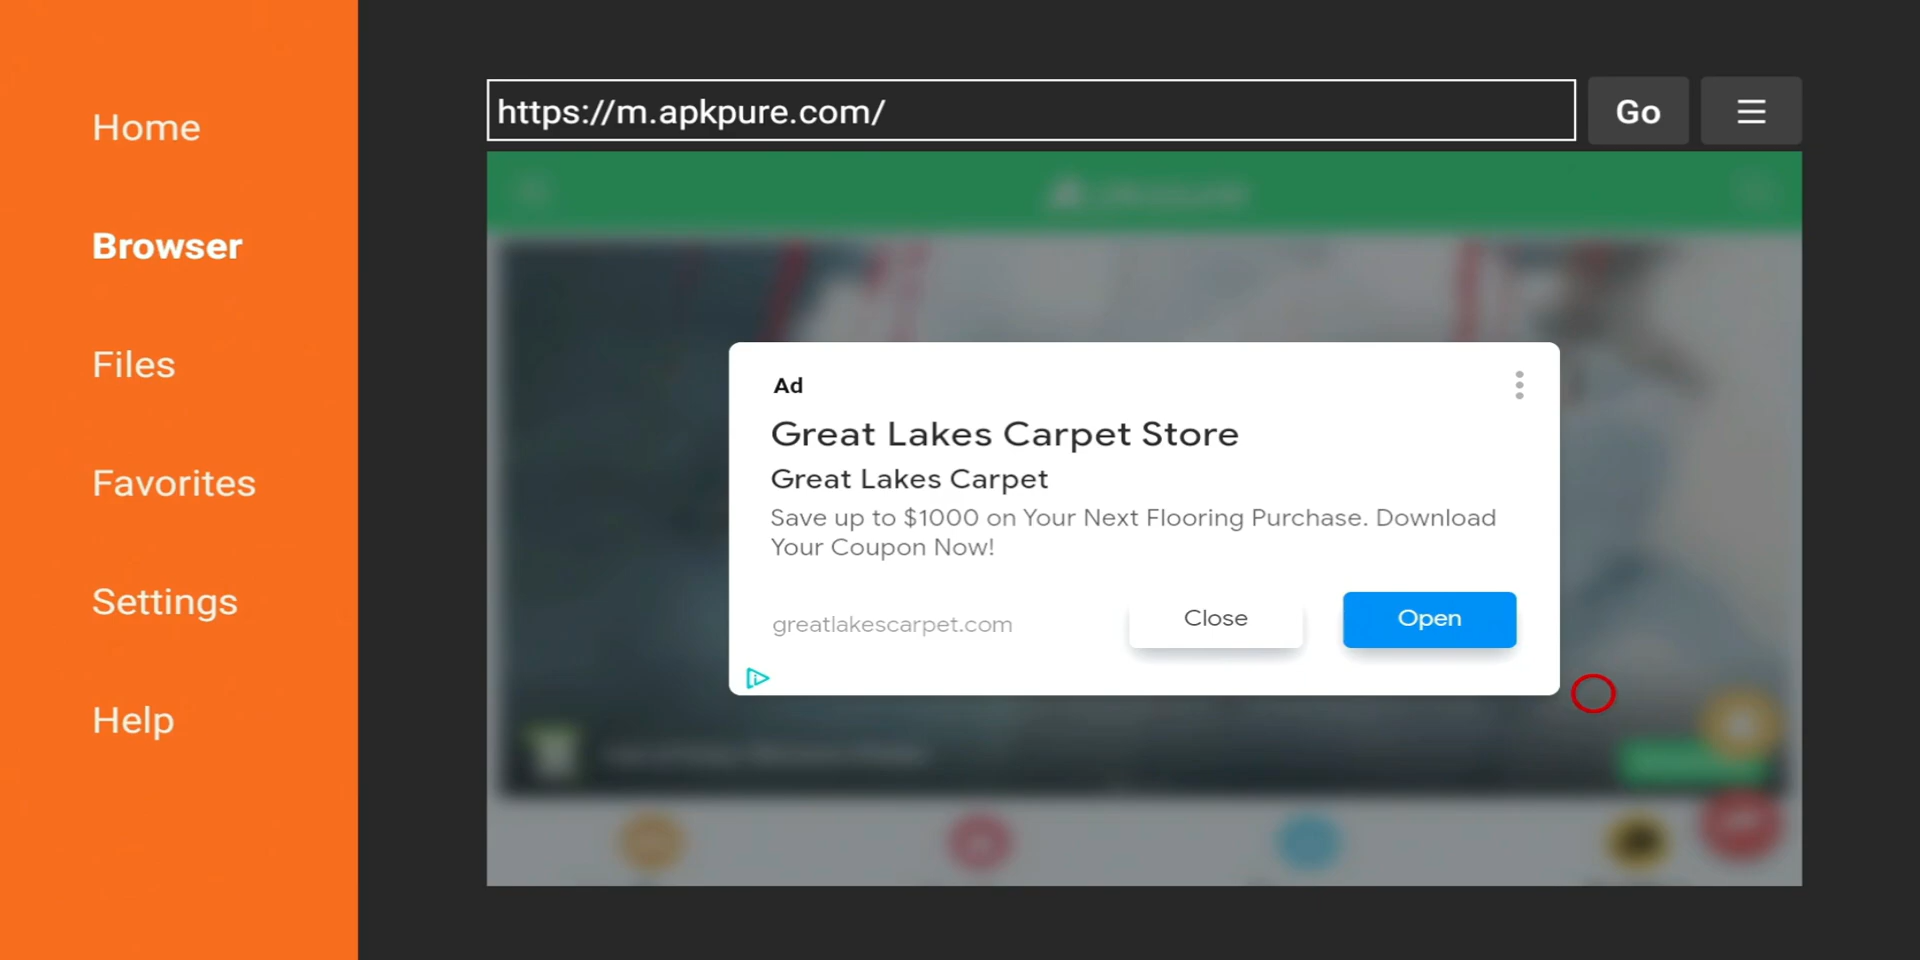 Home
Browser
Files
Favorites
Settings
Help
https://m.apkpure.com/
Go
Ad
Great Lakes Carpet Store
Great Lakes Carpet
Save up to $1000 on Your Next Flooring Purchase. Download
Your Coupon Now!
greatlakescarpet.com
Close
Open